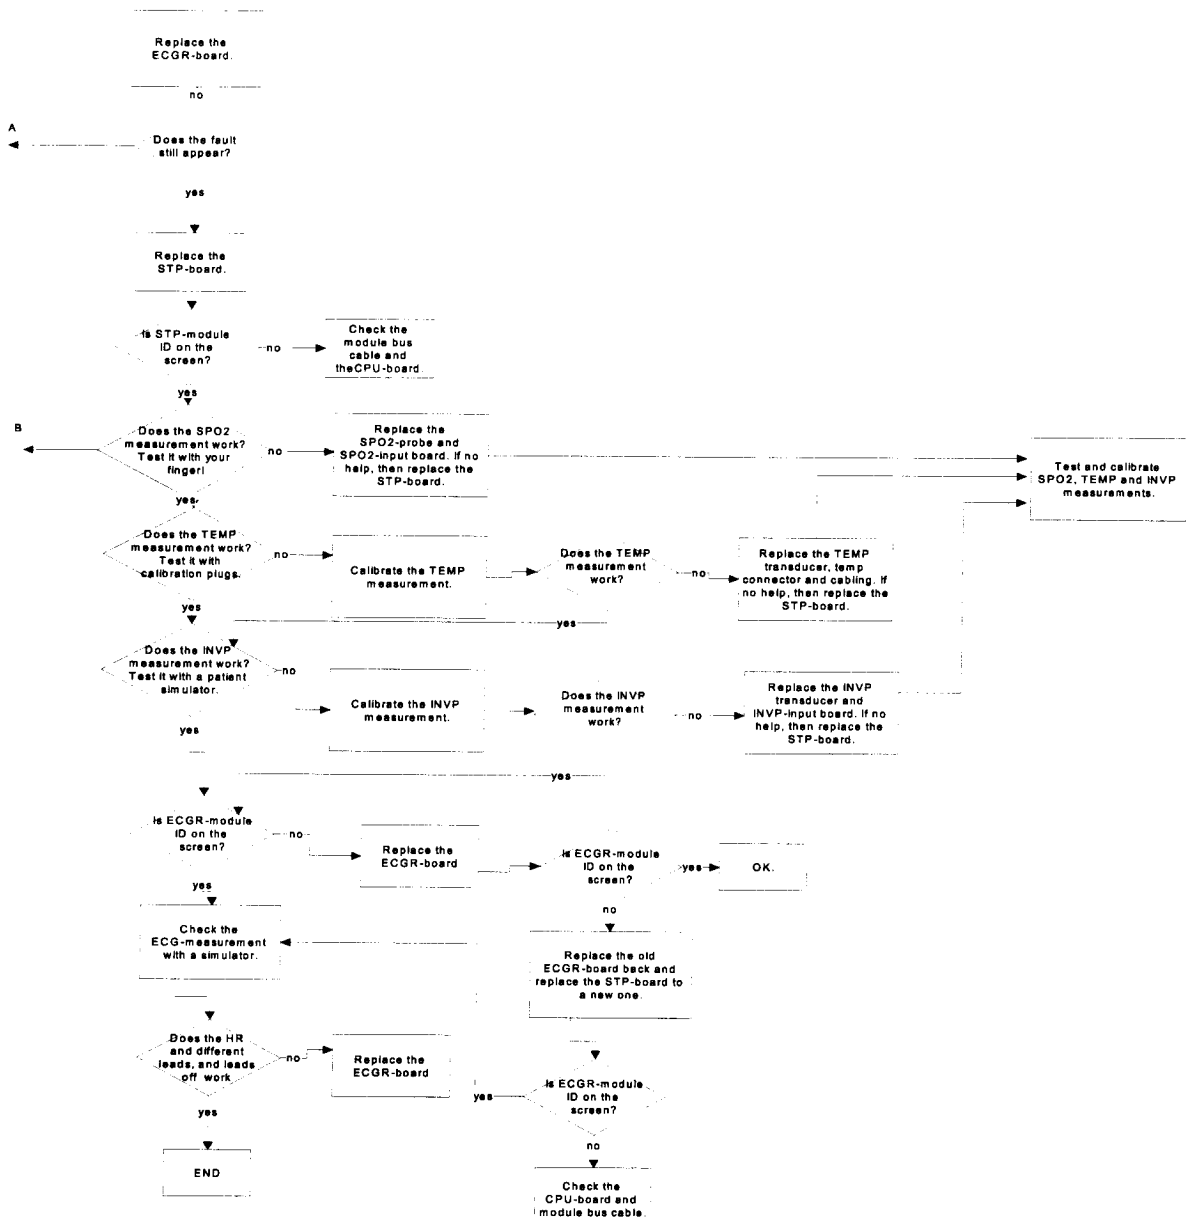 Replace the
ECGR-board.
no
A
Does the fault
still appear?
yes
Replace the
STP-board.
Is STP-module
ID on the
screen?
no
Check the
module bus
cable and
theCPU-board.
yes
B
Does the SPO2
measurement work?
Test it with your
finger!
no
Replace the
SPO2-probe and
SPO2-input board. If no
help, then replace the
STP-board.
Test and calibrate
SPO2, TEMP and INVP
measurements.
yes
Does the TEMP
measurement work?
Test it with
calibration plugs.
no
Calibrate the TEMP
measurement.
Does the TEMP
measurement
work?
no
Replace the TEMP
transducer, temp
connector and cabling. If
no help, then replace the
STP-board.
yes
yes
Does the INVP
measurement work?
Test it with a patient
simulator.
no
Calibrate the INVP
measurement.
Does the INVP
measurement
work?
no
Replace the INVP
transducer and
INVP-input board. If no
help, then replace the
STP-board.
yes
yes
Is ECGR-module
ID on the
screen?
no
Replace the
ECGR-board
Is ECGR-module
ID on the
screen?
yes
OK.
yes
no
Check the
ECG-measurement
with a simulator.
Replace the old
ECGR-board back and
replace the STP-board to
a new one.
Does the HR
and different
leads, and leads
off work
no
Replace the
ECGR-board
yes
Is ECGR-module
ID on the
screen?
yes
no
END
Check the
CPU-board and
module bus cable.